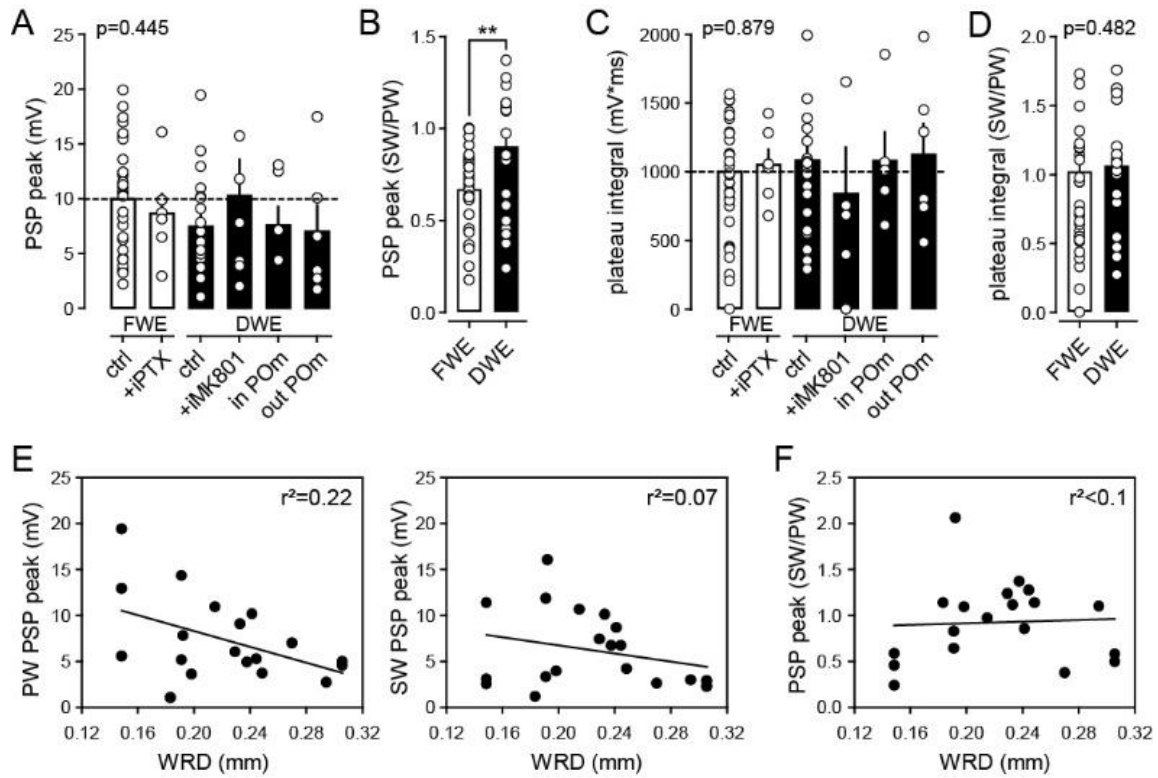 A
p=0.445
PSP peak (mV)
25
20
15
10
5
0
FWE
DWE
ctrl
+iPTX
ctrl
+iMK801
in POm
out POm
B
**
PSP peak (SW/PW)
1.5
1.0
0.5
0.0
FWE
DWE
C
p=0.879
plateau integral (mV*ms)
2000
1500
1000
500
0
FWE
DWE
ctrl
+iPTX
ctrl
+iMK801
in POm
out POm
D
p=0.482
plateau integral (SW/PW)
2.0
1.5
1.0
0.5
0.0
FWE
DWE
E
r²=0.22
PW PSP peak (mV)
25
20
15
10
5
0
0.12 0.16 0.20 0.24 0.28 0.32
WRD (mm)
r²=0.07
SW PSP peak (mV)
25
20
15
10
5
0
0.12 0.16 0.20 0.24 0.28 0.32
WRD (mm)
F
r²<0.1
PSP peak (SW/PW)
2.5
2.0
1.5
1.0
0.5
0.0
0.12 0.16 0.20 0.24 0.28 0.32
WRD (mm)